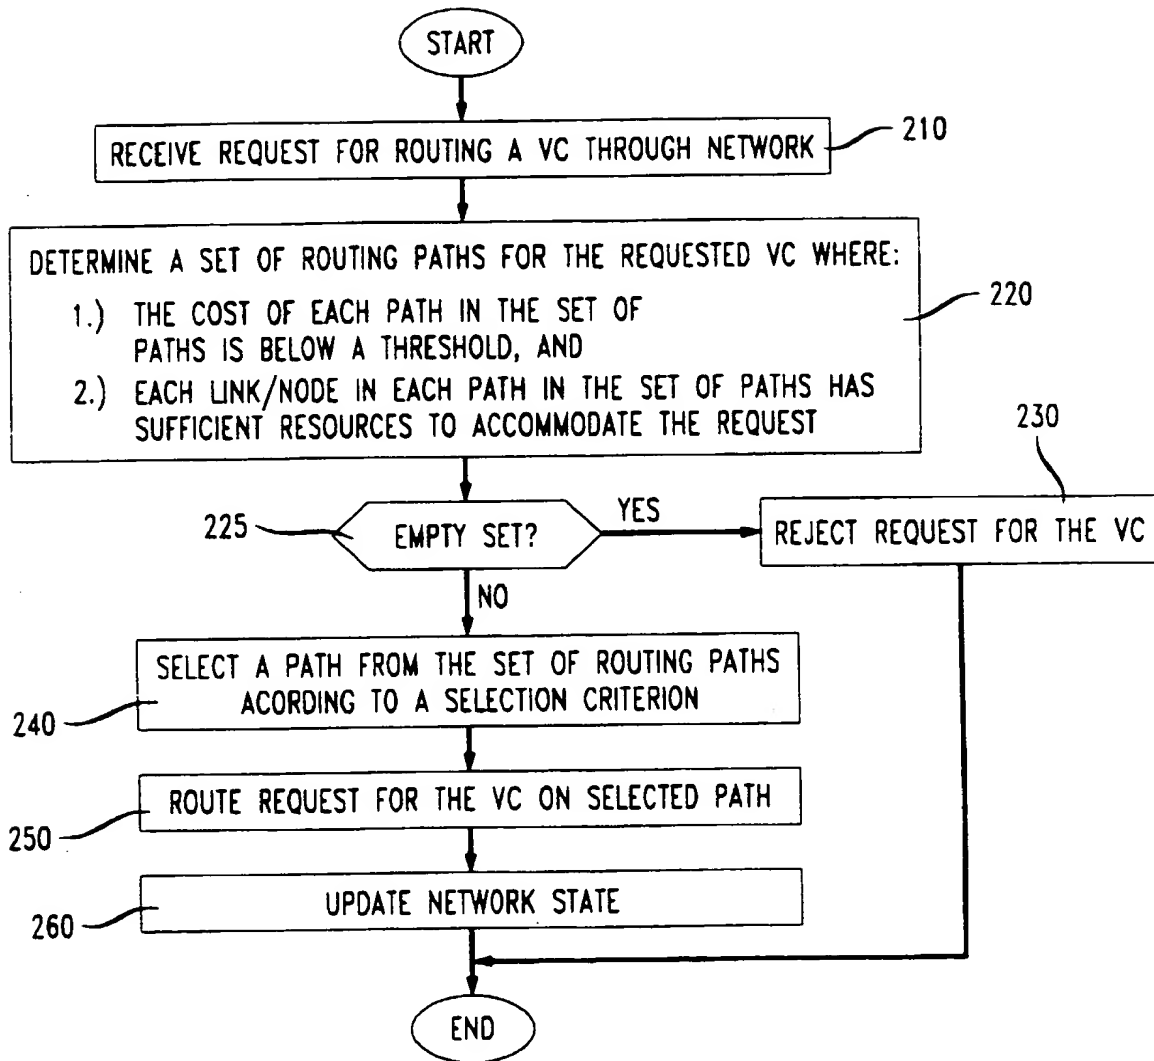 START
RECEIVE REQUEST FOR ROUTING A VC THROUGH NETWORK
210
DETERMINE A SET OF ROUTING PATHS FOR THE REQUESTED VC WHERE:
1.) THE COST OF EACH PATH IN THE SET OF
PATHS IS BELOW A THRESHOLD, AND
2.) EACH LINK/NODE IN EACH PATH IN THE SET OF PATHS HAS
SUFFICIENT RESOURCES TO ACCOMMODATE THE REQUEST
220
225
EMPTY SET?
YES
230
REJECT REQUEST FOR THE VC
NO
SELECT A PATH FROM THE SET OF ROUTING PATHS
ACORDING TO A SELECTION CRITERION
240
ROUTE REQUEST FOR THE VC ON SELECTED PATH
250
UPDATE NETWORK STATE
260
END